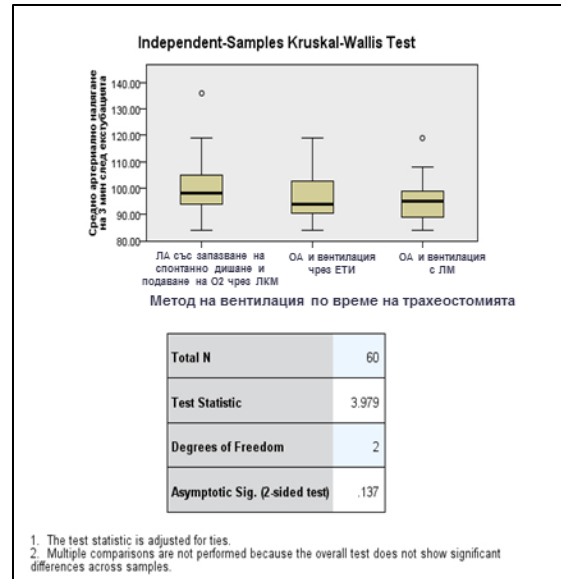 Independent-Samples Kruskal-Wallis Test
Средно артериално налягане
на 3 мин след екстубацията
140.00
130.00
120.00
110.00
100.00
90.00
80.00
ЛА със запазване на
спонтанно дишане и
подаване на О2 чрез ЛКМ
ОА и вентилация
чрез ЕТИ
ОА и вентилация
с ЛМ
Метод на вентилация по време на трахеостомията
Total N 60
Test Statistic 3.979
Degrees of Freedom 2
Asymptotic Sig. (2-sided test) .137
1. The test statistic is adjusted for ties.
2. Multiple comparisons are not performed because the overall test does not show significant
differences across samples.